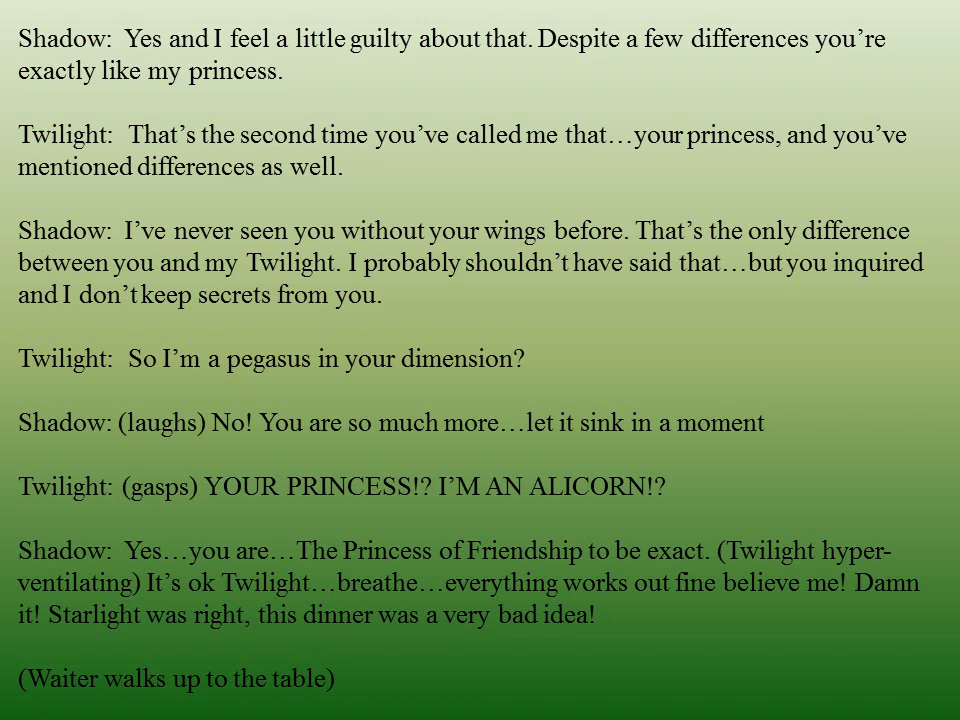 Shadow:  Yes and I feel a little guilty about that. Despite a few differences you’re
exactly like my princess.
Twilight:  That’s the second time you’ve called me that…your princess, and you’ve
mentioned differences as well.
Shadow:  I’ve never seen you without your wings before. That’s the only difference
between you and my Twilight. I probably shouldn’t have said that…but you inquired
and I don’t keep secrets from you.
Twilight:  So I’m a pegasus in your dimension?
Shadow: (laughs) No! You are so much more…let it sink in a moment
Twilight: (gasps) YOUR PRINCESS!? I’M AN ALICORN!?
Shadow:  Yes…you are…The Princess of Friendship to be exact. (Twilight hyper-
ventilating) It’s ok Twilight…breathe…everything works out fine believe me! Damn
it! Starlight was right, this dinner was a very bad idea!
(Waiter walks up to the table)